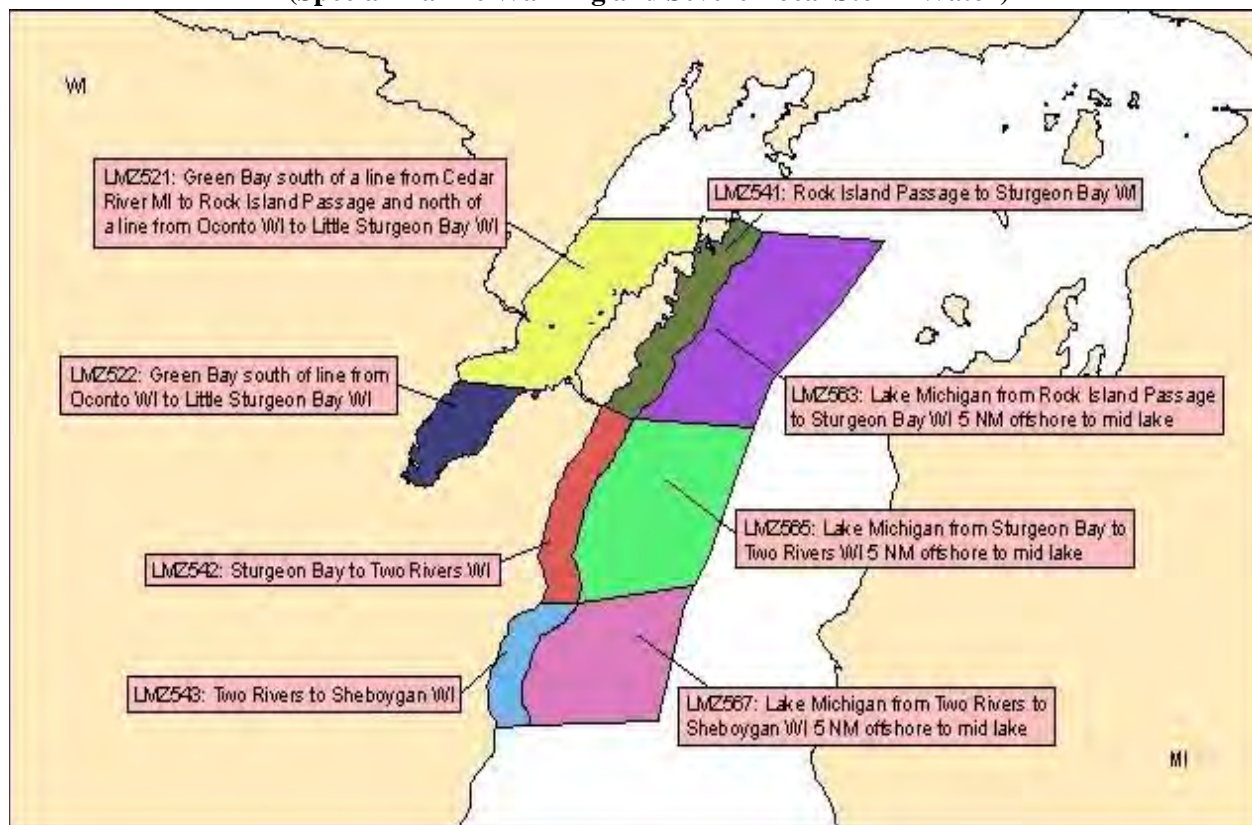 WI
LMZ521: Green Bay south of a line from Cedar
River MI to Rock Island Passage and north of
a line from Oconto WI to Little Sturgeon Bay WI
LMZ541: Rock Island Passage to Sturgeon Bay WI
LMZ522: Green Bay south of line from
Oconto WI to Little Sturgeon Bay WI
LMZ563: Lake Michigan from Rock Island Passage
to Sturgeon Bay WI 5 NM offshore to mid lake
LMZ565: Lake Michigan from Sturgeon Bay to
Two Rivers WI 5 NM offshore to mid lake
LMZ542: Sturgeon Bay to Two Rivers WI
LMZ543: Two Rivers to Sheboygan WI
LMZ567: Lake Michigan from Two Rivers to
Sheboygan WI 5 NM offshore to mid lake
MI